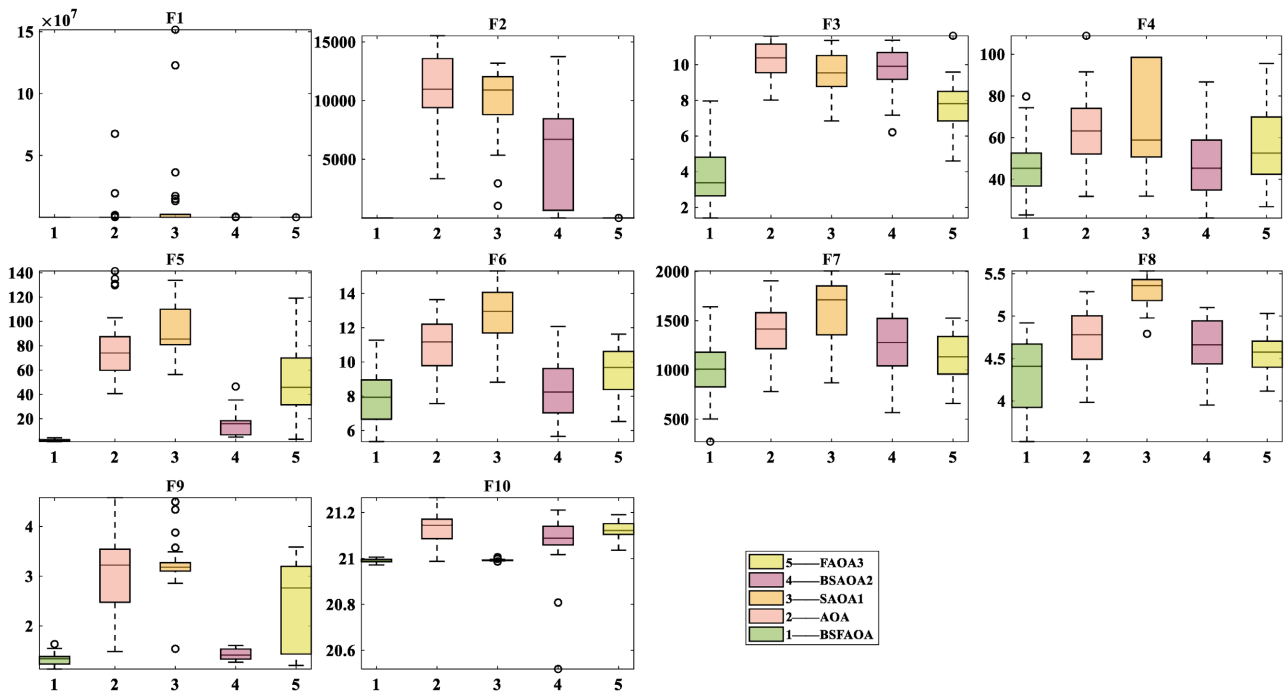 F1
×10⁷
15
10
5
1 2 3 4 5
F2
15000
10000
5000
1 2 3 4 5
F3
10
8
6
4
2
1 2 3 4 5
F4
100
80
60
40
1 2 3 4 5
F5
140
120
100
80
60
40
20
1 2 3 4 5
F6
14
12
10
8
6
1 2 3 4 5
F7
2000
1500
1000
500
1 2 3 4 5
F8
5.5
5
4.5
4
1 2 3 4 5
F9
4
3
2
1 2 3 4 5
F10
21.2
21
20.8
20.6
1 2 3 4 5
5——FAOA3
4——BSAOA2
3——SAOA1
2——AOA
1——BSFAOA